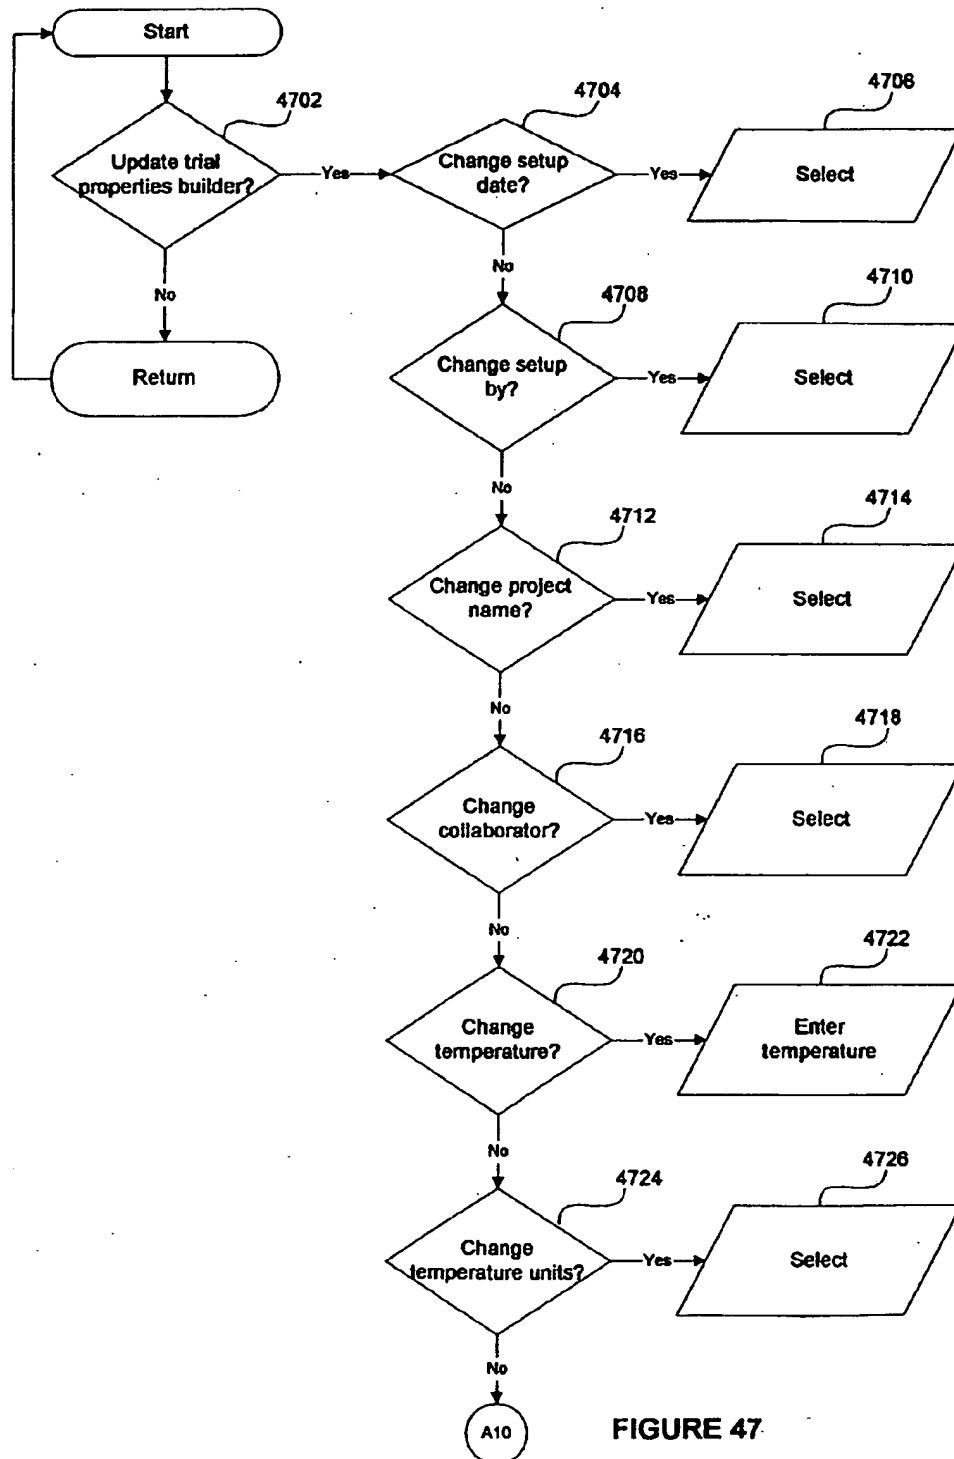 Start
4702
4704
4706
Update trial
properties builder?
Yes
Change setup
date?
Yes
Select
No
No
4708
4710
Return
Change setup
by?
Yes
Select
No
4712
4714
Change project
name?
Yes
Select
No
4716
4718
Change
collaborator?
Yes
Select
No
4720
4722
Change
temperature?
Yes
Enter
temperature
No
4724
4726
Change
temperature units?
Yes
Select
No
A10
FIGURE 47